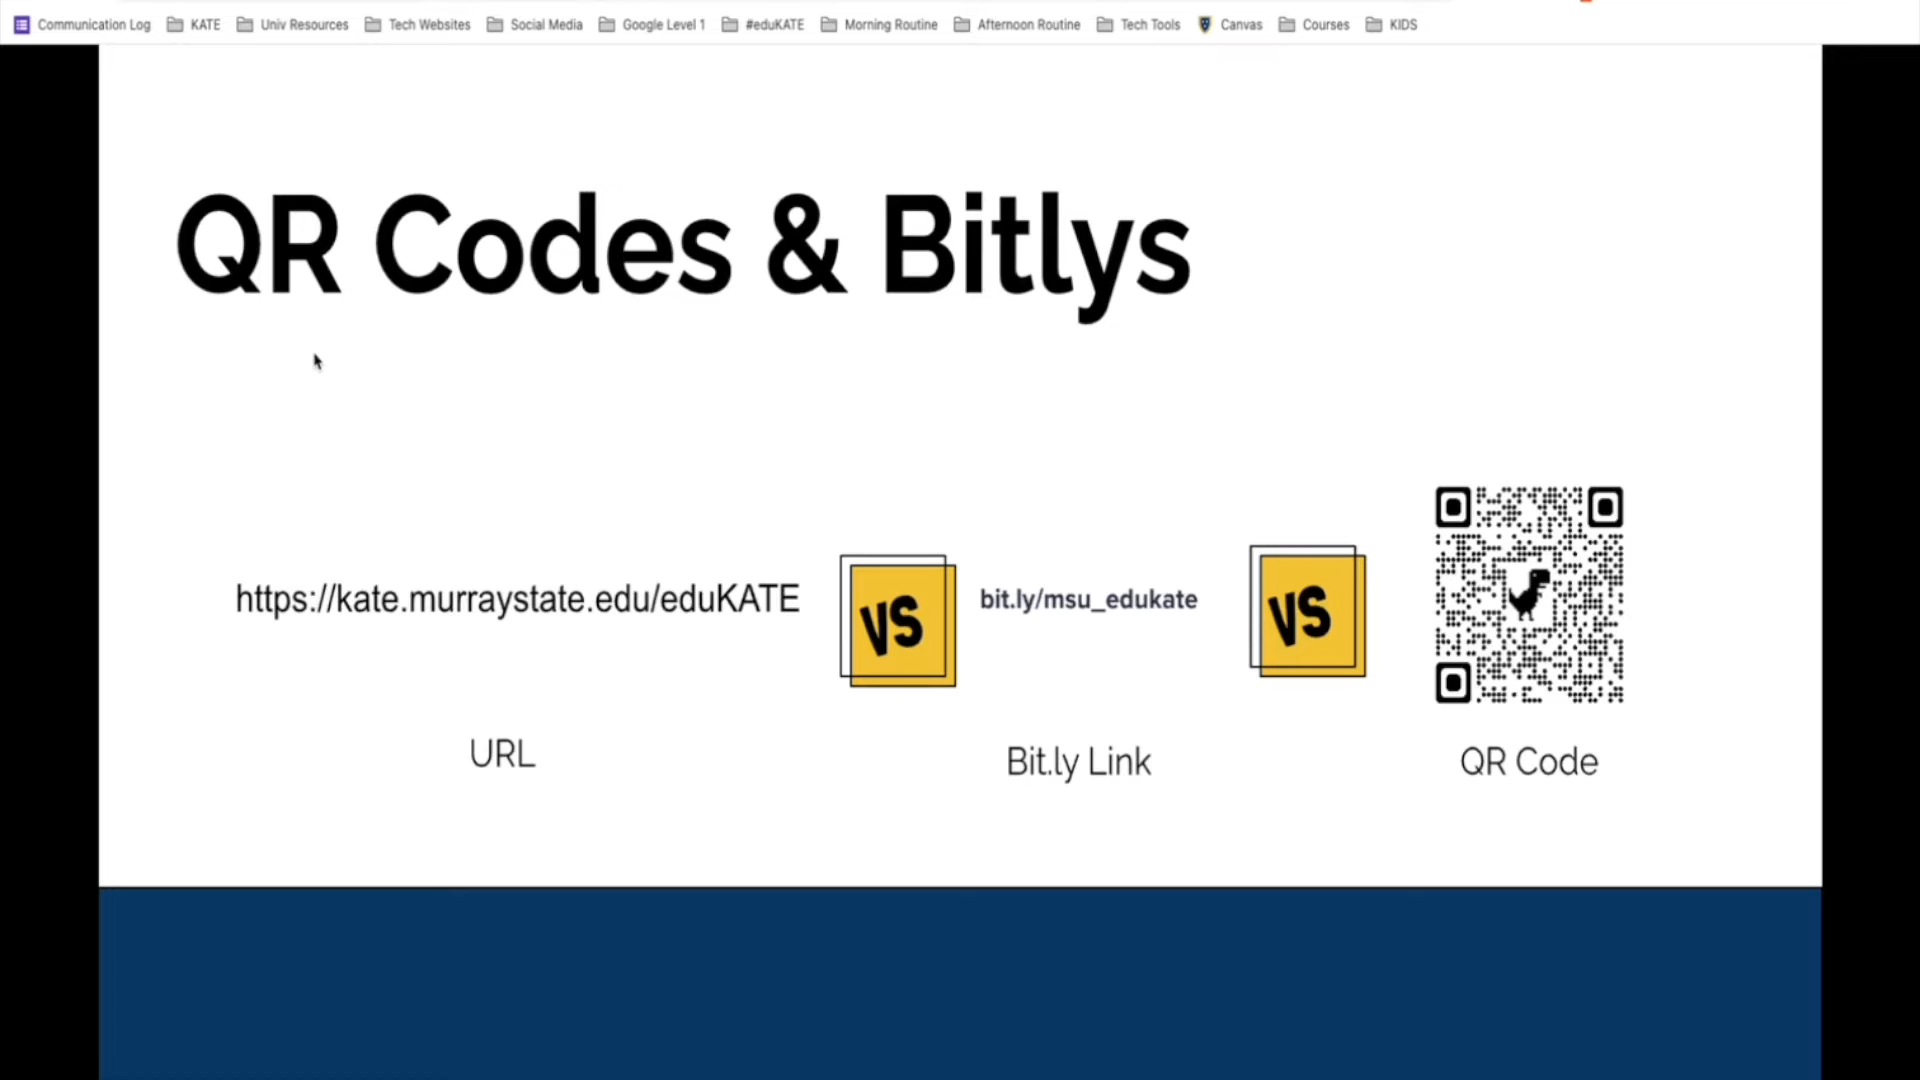 Communication Log KATE Univ Resources Tech Websites Social Media Google Level 1 #eduKATE Morning Routine Afternoon Routine Tech Tools Canvas Courses KIDS
QR Codes & Bitlys
https://kate.murraystate.edu/eduKATE VS bit.ly/msu_edukate VS
URL Bit.ly Link QR Code